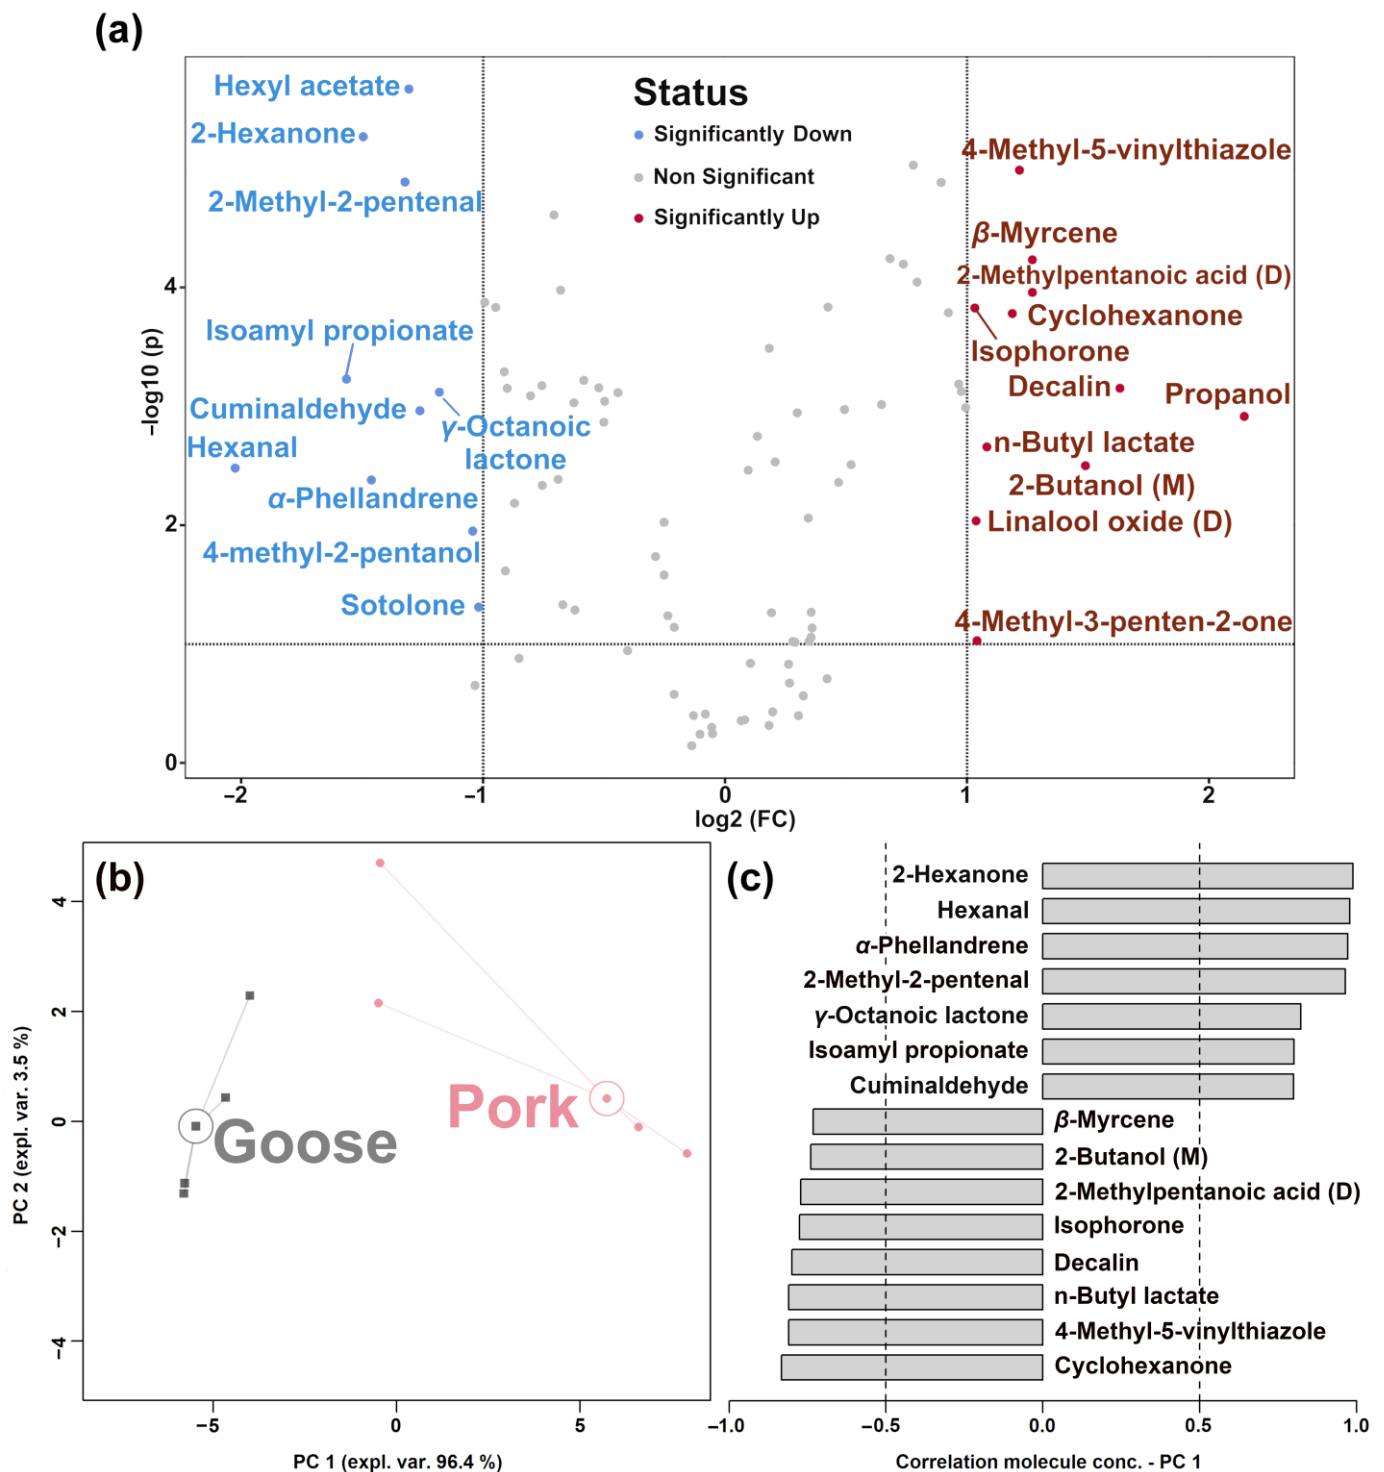 (a)
Hexyl acetate
2-Hexanone
2-Methyl-2-pentenal
Isoamyl propionate
Cuminaldehyde
Hexanal
γ-Octanoic
lactone
α-Phellandrene
4-methyl-2-pentanol
Sotolone
Status
Significantly Down
Non Significant
Significantly Up
4-Methyl-5-vinylthiazole
β-Myrcene
2-Methylpentanoic acid (D)
Cyclohexanone
Isophorone
Decalin
Propanol
n-Butyl lactate
2-Butanol (M)
Linalool oxide (D)
4-Methyl-3-penten-2-one
-log10 (p)
4
2
0
−2
−1
0
1
2
log2 (FC)
(b)
Goose
Pork
PC 2 (expl. var. 3.5 %)
4
2
0
−2
−4
−5
0
5
PC 1 (expl. var. 96.4 %)
(c)
2-Hexanone
Hexanal
α-Phellandrene
2-Methyl-2-pentenal
γ-Octanoic lactone
Isoamyl propionate
Cuminaldehyde
β-Myrcene
2-Butanol (M)
2-Methylpentanoic acid (D)
Isophorone
Decalin
n-Butyl lactate
4-Methyl-5-vinylthiazole
Cyclohexanone
−1.0
−0.5
0.0
0.5
1.0
Correlation molecule conc. - PC 1